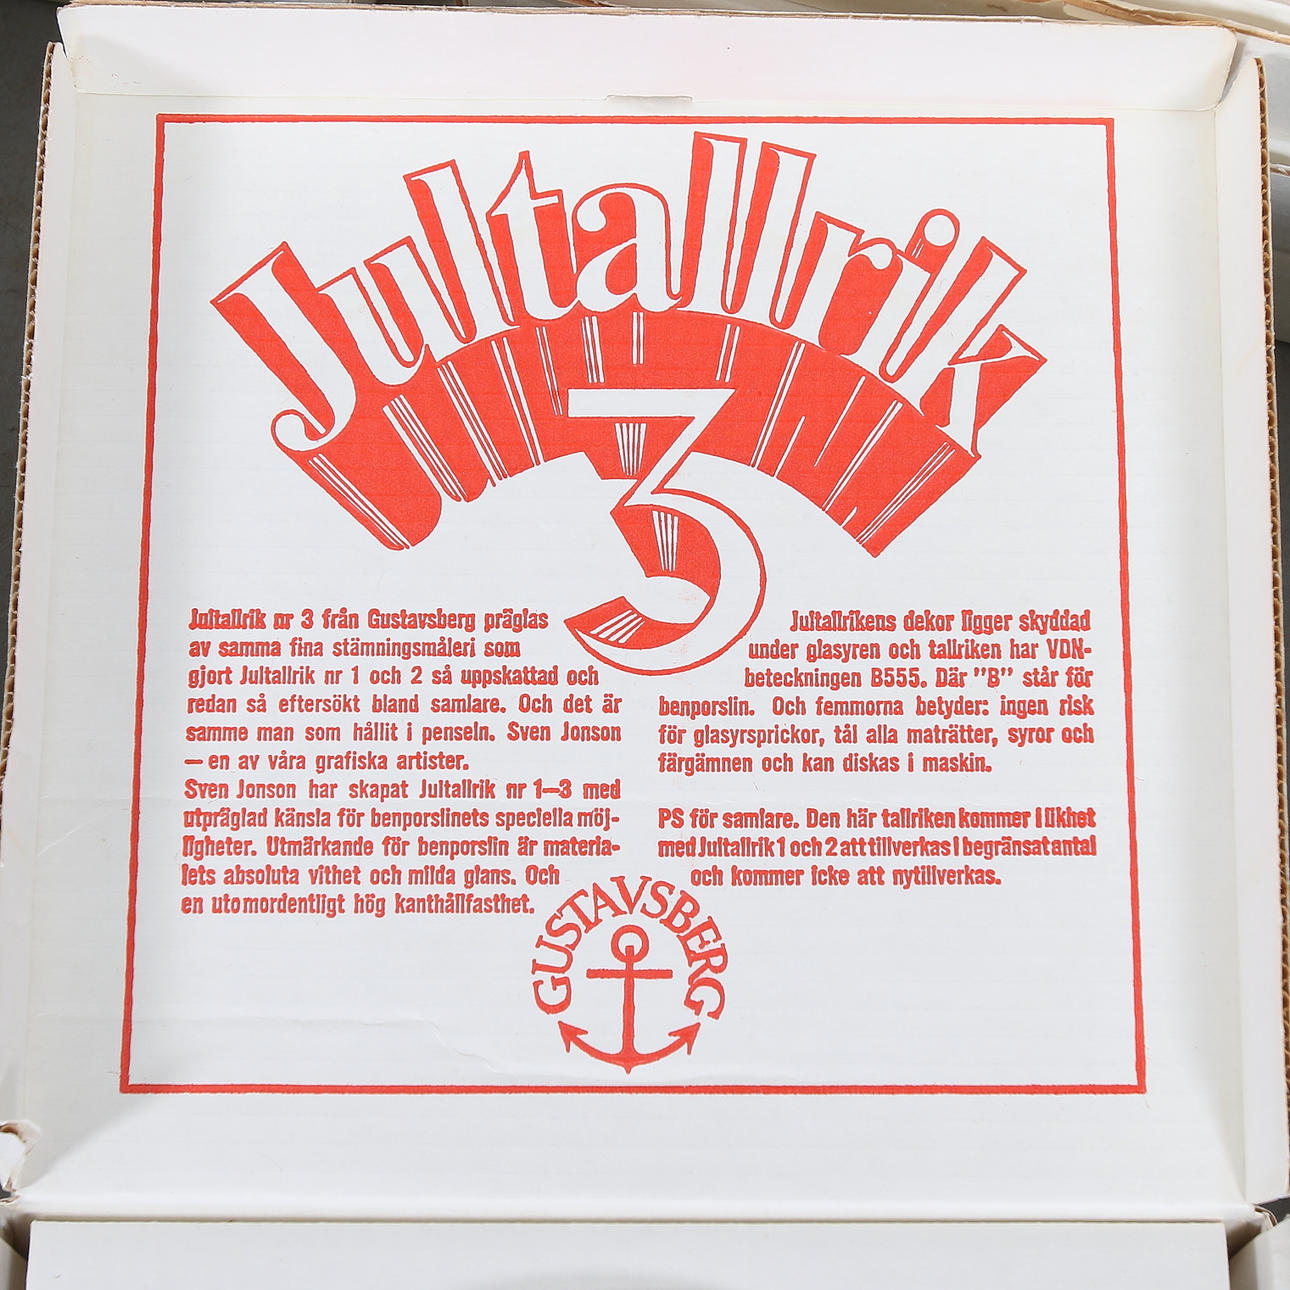 Jultallrik
3
Jultallrik nr 3 från Gustavsberg präglas
av samma fina stämningsmåleri som
gjort Jultallrik nr 1 och 2 så uppskattad och
redan så eftersökt bland samlare. Och det är
samme man som hållit i penseln. Sven Jonson
— en av våra grafiska artister.
Sven Jonson har skapat Jultallrik nr 1—3 med
utpräglad känsla för benporslinets speciella möj-
ligheter. Utmärkande för benporslin är materia-
lets absoluta vithet och milda glans. Och
en utomordentligt hög kanthållfasthet.
Jultallrikens dekor ligger skyddad
under glasyren och tallriken har VDN-
beteckningen B555. Där "B" står för
benporslin. Och femmorna betyder: ingen risk
för glasyrsprickor, tål alla maträtter, syror och
färgämnen och kan diskas i maskin.
PS för samlare. Den här tallriken kommer i likhet
med Jultallrik 1 och 2 att tillverkas i begränsat antal
och kommer icke att nytillverkas.
GUSTAVSBERG